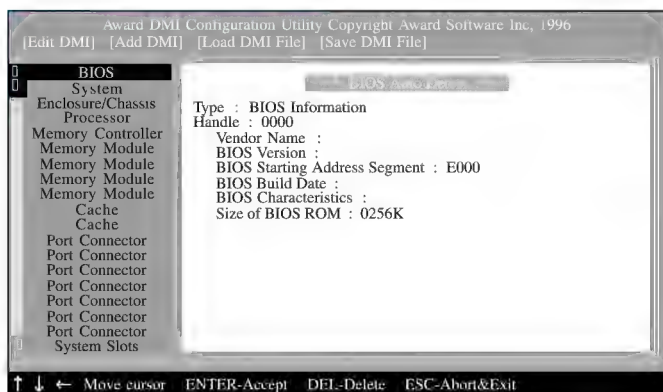 Award DMI Configuration Utility Copyright Award Software Inc, 1996
[Edit DMI] [Add DMI] [Load DMI File] [Save DMI File]
BIOS
System
Enclosure/Chassis
Processor
Memory Controller
Memory Module
Memory Module
Memory Module
Memory Module
Cache
Cache
Port Connector
Port Connector
Port Connector
Port Connector
Port Connector
Port Connector
Port Connector
System Slots
BIOS Auto Detect
Type : BIOS Information
Handle : 0000
Vendor Name :
BIOS Version :
BIOS Starting Address Segment : E000
BIOS Build Date :
BIOS Characteristics :
Size of BIOS ROM : 0256K
↑ ↓ ← Move cursor ENTER-Accept DEL-Delete ESC-Abort&Exit